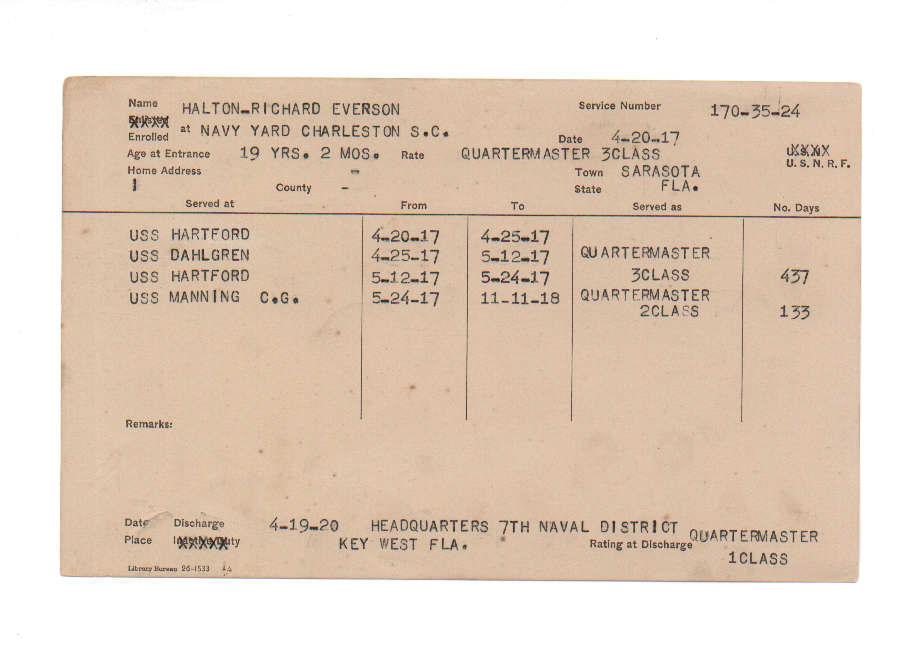 Name HALTON-RICHARD EVERSON Service Number 170-35-24
Enlisted
Enrolled at NAVY YARD CHARLESTON S.C. Date 4-20-17
Age at Entrance 19 YRS. 2 MOS. Rate QUARTERMASTER 3CLASS U.S.N.
U. S. N. R. F.
Home Address - Town SARASOTA
County - State FLA.
Served at From To Served as No. Days
USS HARTFORD 4-20-17 4-25-17
USS DAHLGREN 4-25-17 5-12-17 QUARTERMASTER
USS HARTFORD 5-12-17 5-24-17 3CLASS 437
USS MANNING C.G. 5-24-17 11-11-18 QUARTERMASTER
2CLASS 133
Remarks:
Date Discharge 4-19-20 HEADQUARTERS 7TH NAVAL DISTRICT
Place Inactive Duty KEY WEST FLA. Rating at Discharge QUARTERMASTER
1CLASS
Library Bureau 26-1533